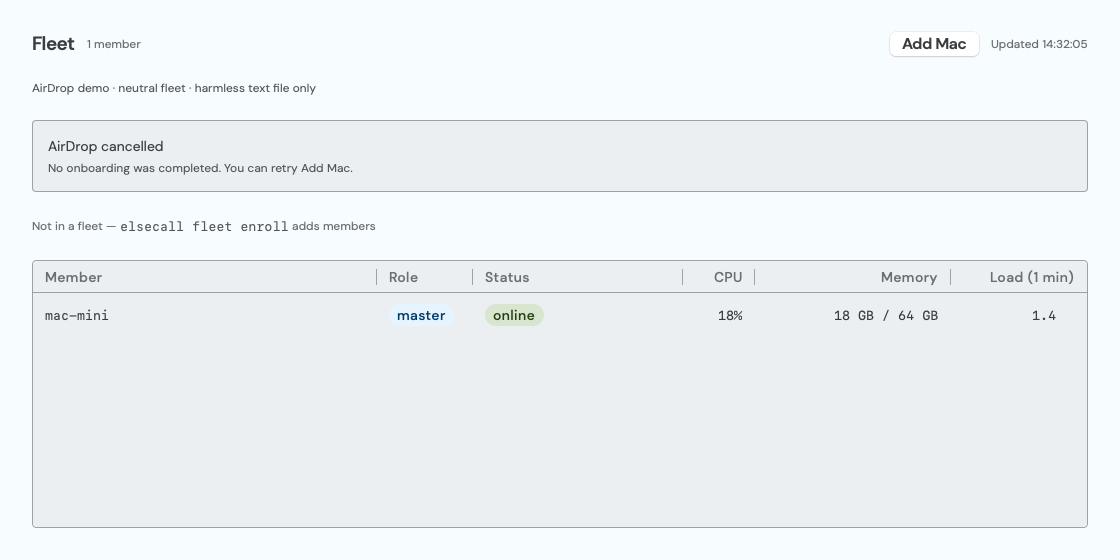 Fleet 1 member Add Mac Updated 14:32:05
AirDrop demo · neutral fleet · harmless text file only
AirDrop cancelled
No onboarding was completed. You can retry Add Mac.
Not in a fleet — elsecall fleet enroll adds members
Member Role Status CPU Memory Load (1 min)
mac-mini master online 18% 18 GB / 64 GB 1.4